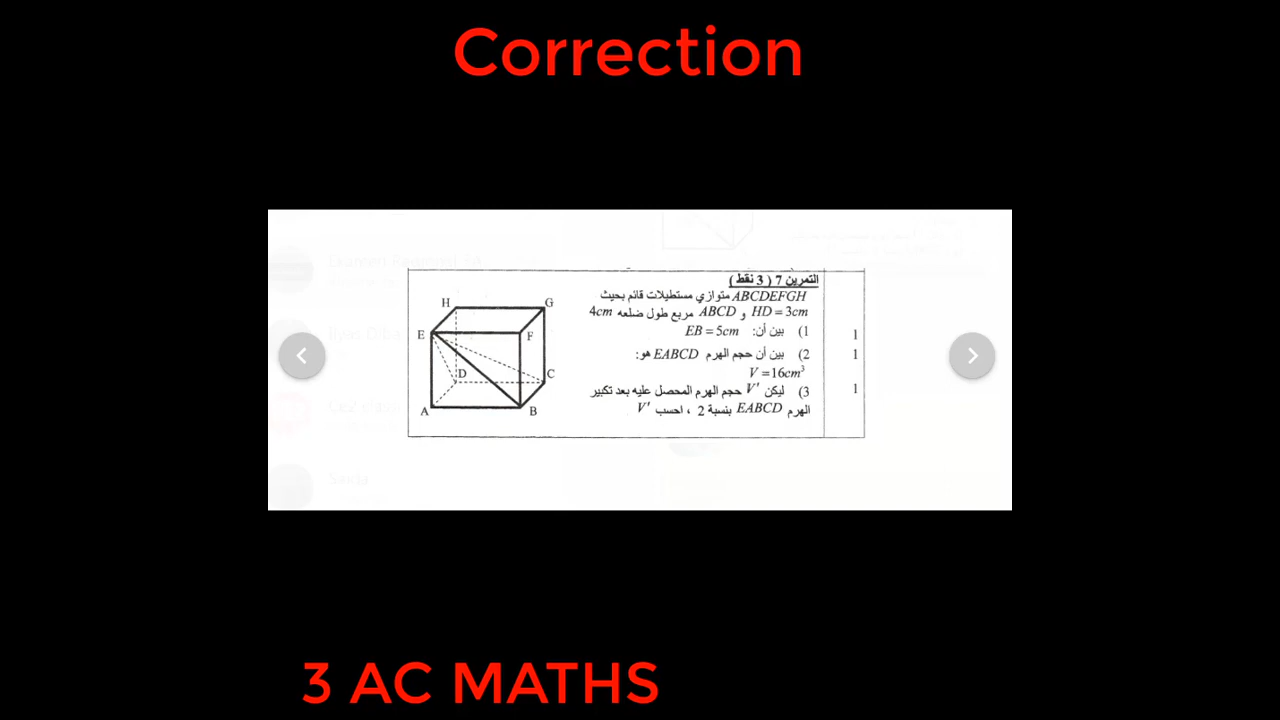 Correction
التمرين 7 ( 3 نقط )
ABCDEFGH متوازي مستطيلات قائم بحيث
HD = 3cm و ABCD مربع طول ضلعه 4cm
1) بين أن: EB = 5cm
1
2) بين أن حجم الهرم EABCD هو:
1
V = 16cm³
3) ليكن V' حجم الهرم المحصل عليه بعد تكبير
1
الهرم EABCD بنسبة 2 ، احسب V'
H
G
E
F
D
C
A
B
3 AC MATHS